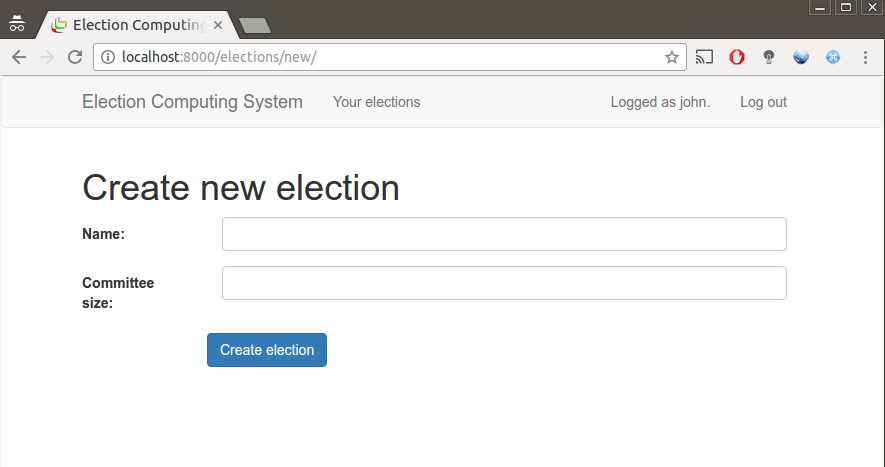 Election Computing
localhost:8000/elections/new/
Election Computing System Your elections Logged as john. Log out
Create new election
Name:
Committee
size:
Create election